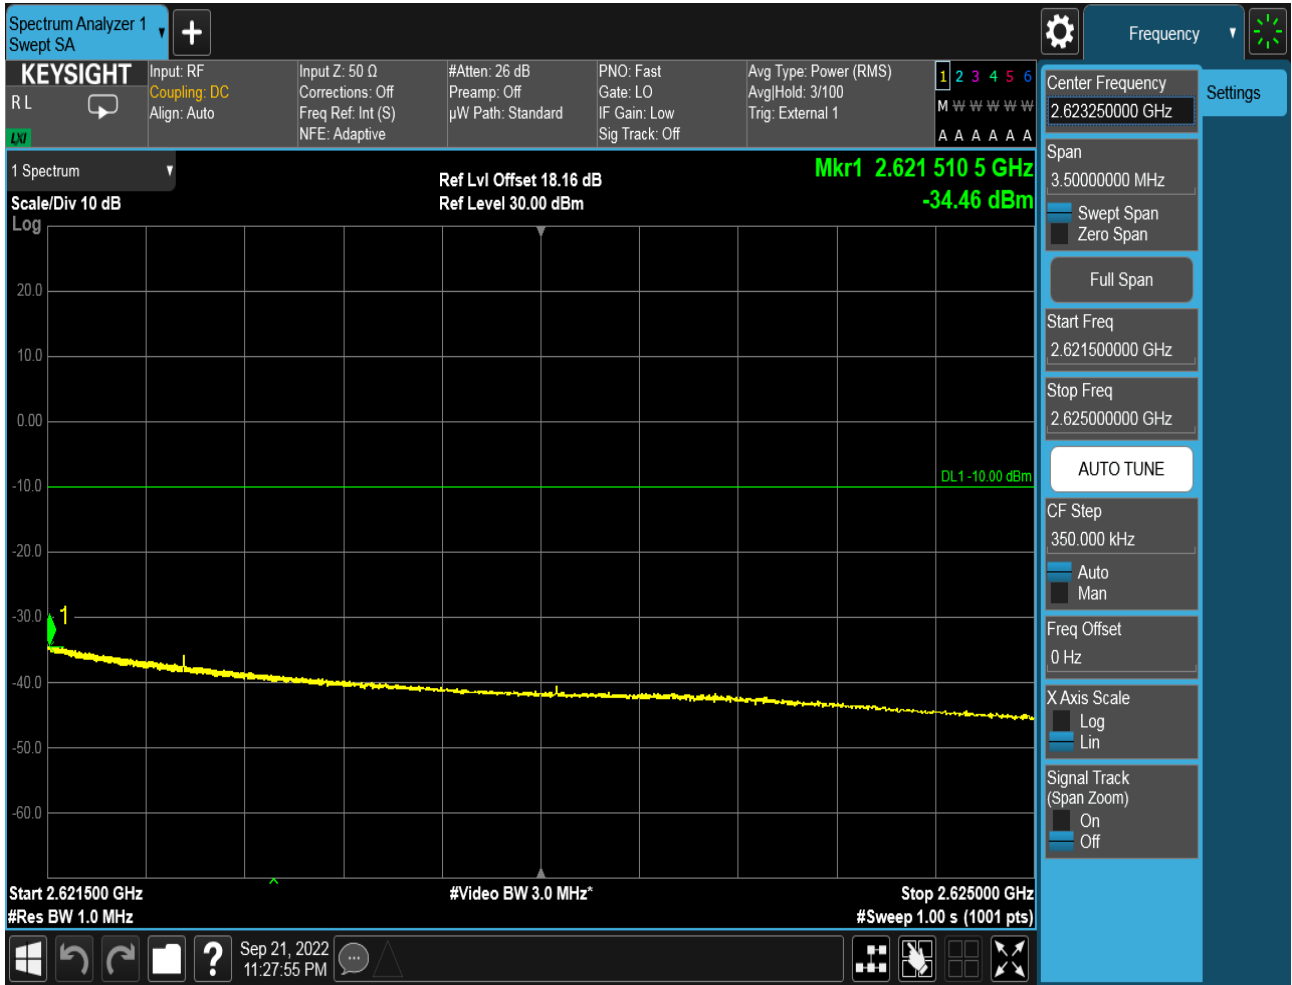 Spectrum Analyzer 1
Swept SA
Frequency
KEYSIGHT
R L
LXI
Input: RF
Coupling: DC
Align: Auto
Input Z: 50 Ω
Corrections: Off
Freq Ref: Int (S)
NFE: Adaptive
#Atten: 26 dB
Preamp: Off
µW Path: Standard
PNO: Fast
Gate: LO
IF Gain: Low
Sig Track: Off
Avg Type: Power (RMS)
Avg|Hold: 3/100
Trig: External 1
1 2 3 4 5 6
M W W W W W
A A A A A A
1 Spectrum
Scale/Div 10 dB
Log
Ref Lvl Offset 18.16 dB
Ref Level 30.00 dBm
Mkr1 2.621 510 5 GHz
-34.46 dBm
20.0
10.0
0.00
-10.0
-20.0
-30.0
-40.0
-50.0
-60.0
DL1 -10.00 dBm
1
Start 2.621500 GHz
#Res BW 1.0 MHz
#Video BW 3.0 MHz*
Stop 2.625000 GHz
#Sweep 1.00 s (1001 pts)
Sep 21, 2022
11:27:55 PM
?
Center Frequency
2.623250000 GHz
Settings
Span
3.50000000 MHz
Swept Span
Zero Span
Full Span
Start Freq
2.621500000 GHz
Stop Freq
2.625000000 GHz
AUTO TUNE
CF Step
350.000 kHz
Auto
Man
Freq Offset
0 Hz
X Axis Scale
Log
Lin
Signal Track
(Span Zoom)
On
Off